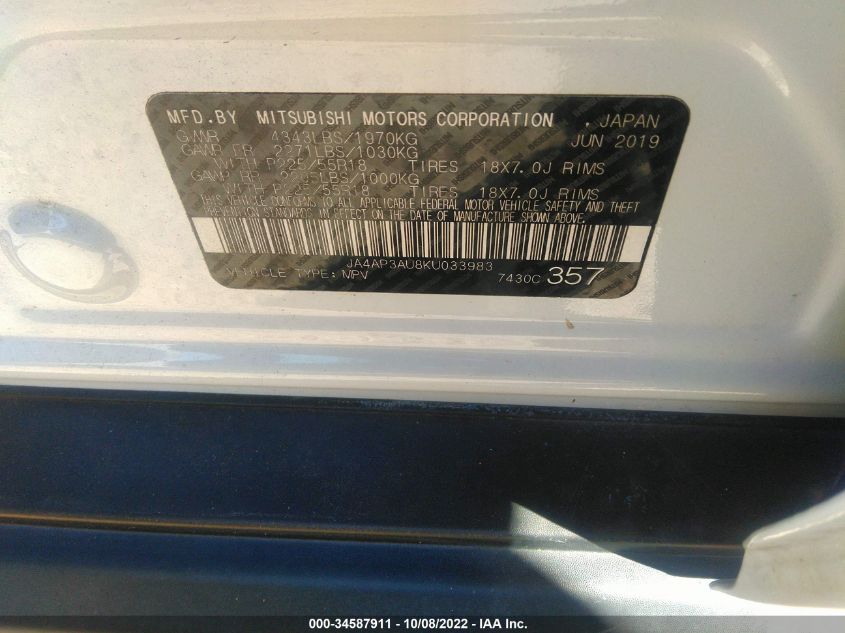 MFD.BY MITSUBISHI MOTORS CORPORATION , JAPAN
G.V.W.R. 4343LBS/1970KG JUN 2019
GAWR FR 2271LBS/1030KG
WITH P225/55R18 TIRES 18X7.0J RIMS
GAWR RR 2205LBS/1000KG
WITH P225/55R18 TIRES 18X7.0J RIMS
THIS VEHICLE CONFORMS TO ALL APPLICABLE FEDERAL MOTOR VEHICLE SAFETY AND THEFT
PREVENTION STANDARDS IN EFFECT ON THE DATE OF MANUFACTURE SHOWN ABOVE.
JA4AP3AU8KU033983
VEHICLE TYPE: MPV 7430C 357
000-34587911 - 10/08/2022 - © IAA Inc.